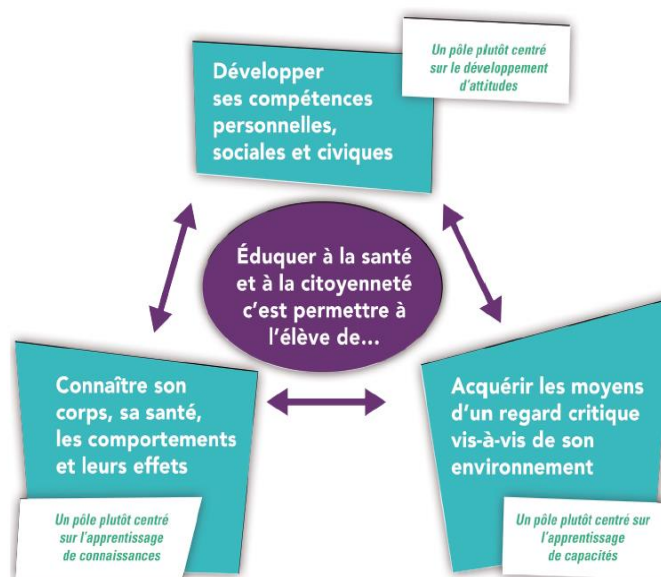 Un pôle plutôt centré
sur le développement
d'attitudes
Développer
ses compétences
personnelles,
sociales et civiques
Éduquer à la santé
et à la citoyenneté
c'est permettre à
l'élève de...
Connaître son
corps, sa santé,
les comportements
et leurs effets
Un pôle plutôt centré
sur l'apprentissage
de connaissances
Acquérir les moyens
d'un regard critique
vis-à-vis de son
environnement
Un pôle plutôt centré sur
l'apprentissage
de capacités